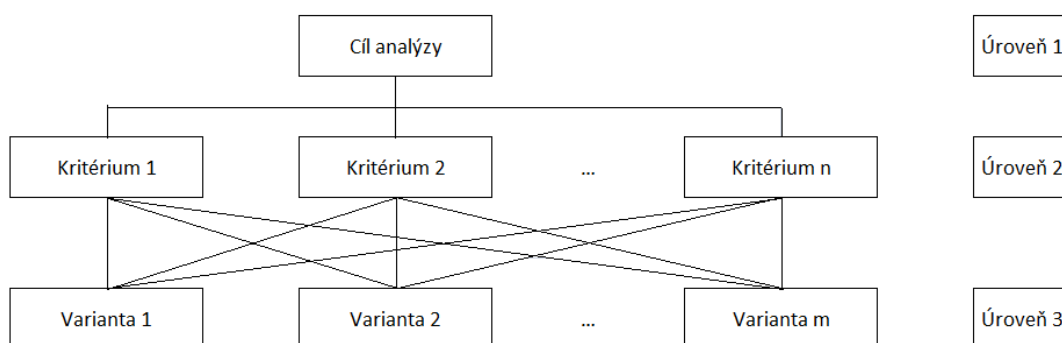 Cíl analýzy
Úroveň 1
Kritérium 1
Kritérium 2
...
Kritérium n
Úroveň 2
Varianta 1
Varianta 2
...
Varianta m
Úroveň 3